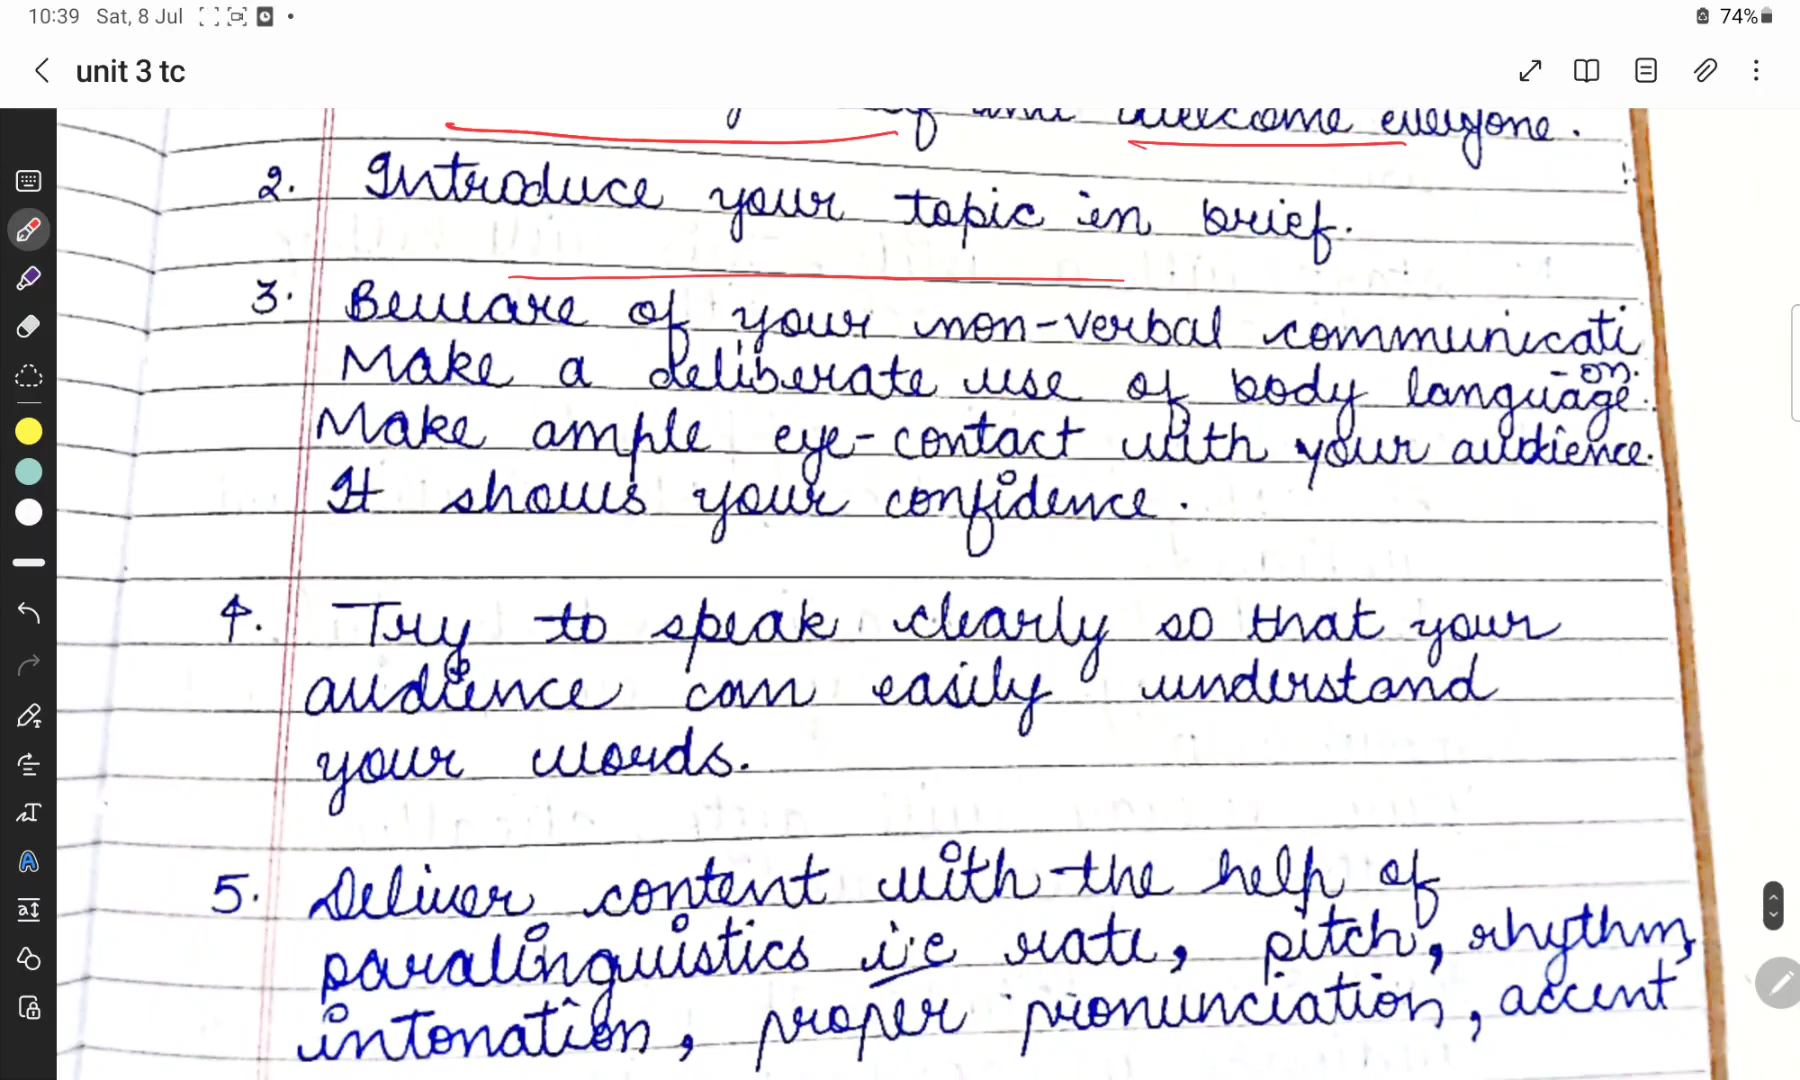 10:39 Sat, 8 Jul 74%
unit 3 tc
welcome everyone.
2. Introduce your topic in brief.
3. Beware of your non-verbal communicati
-on.
Make a deliberate use of body language.
Make ample eye-contact with your audience.
It shows your confidence.
4. Try to speak clearly so that your
audience can easily understand
your words.
5. Deliver content with the help of
paralinguistics i.e rate, pitch, rhythm,
intonation, proper pronunciation, accent